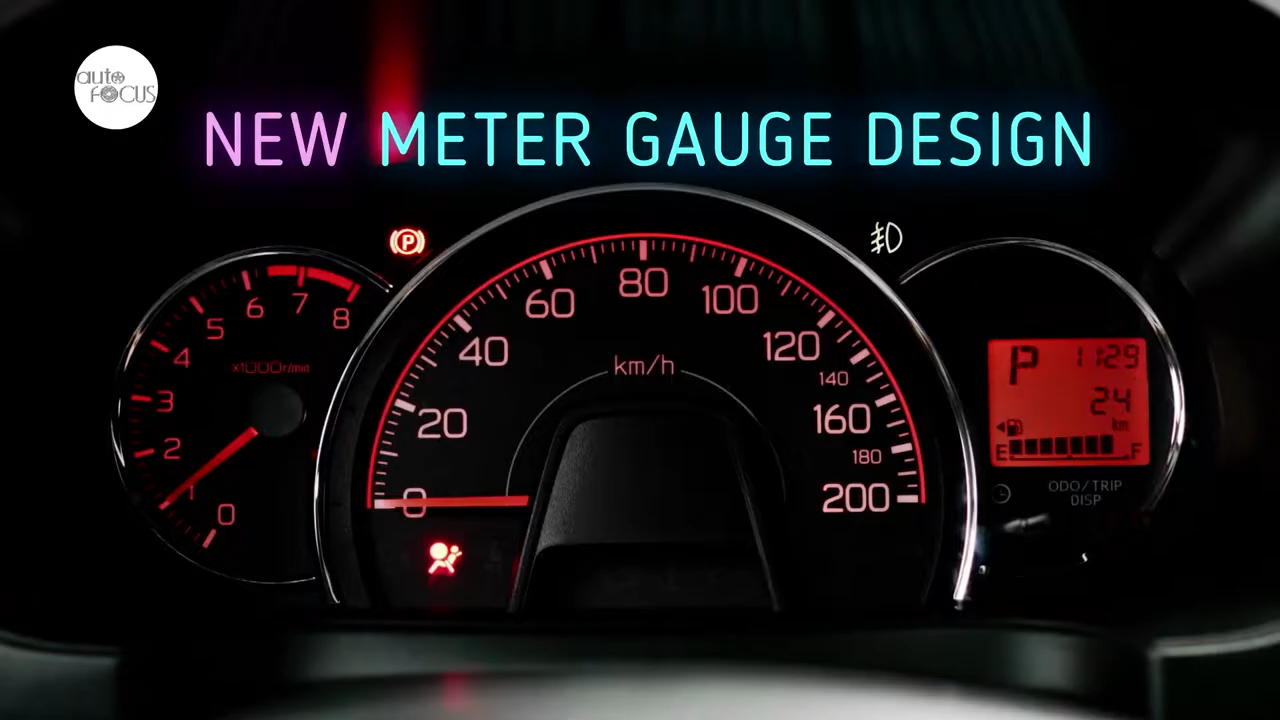 auto
FOCUS
NEW METER GAUGE DESIGN
P
0
1
2
3
4
5
6
7
8
x1000r/min
0
20
40
60
80
100
120
140
160
180
200
km/h
P 11:29
24
km
E F
ODO/TRIP
DISP